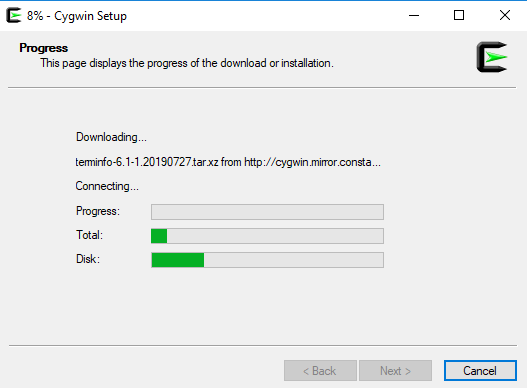 8% - Cygwin Setup
Progress
This page displays the progress of the download or installation.
Downloading...
terminfo-6.1-1.20190727.tar.xz from http://cygwin.mirror.consta...
Connecting...
Progress:
Total:
Disk:
< Back
Next >
Cancel